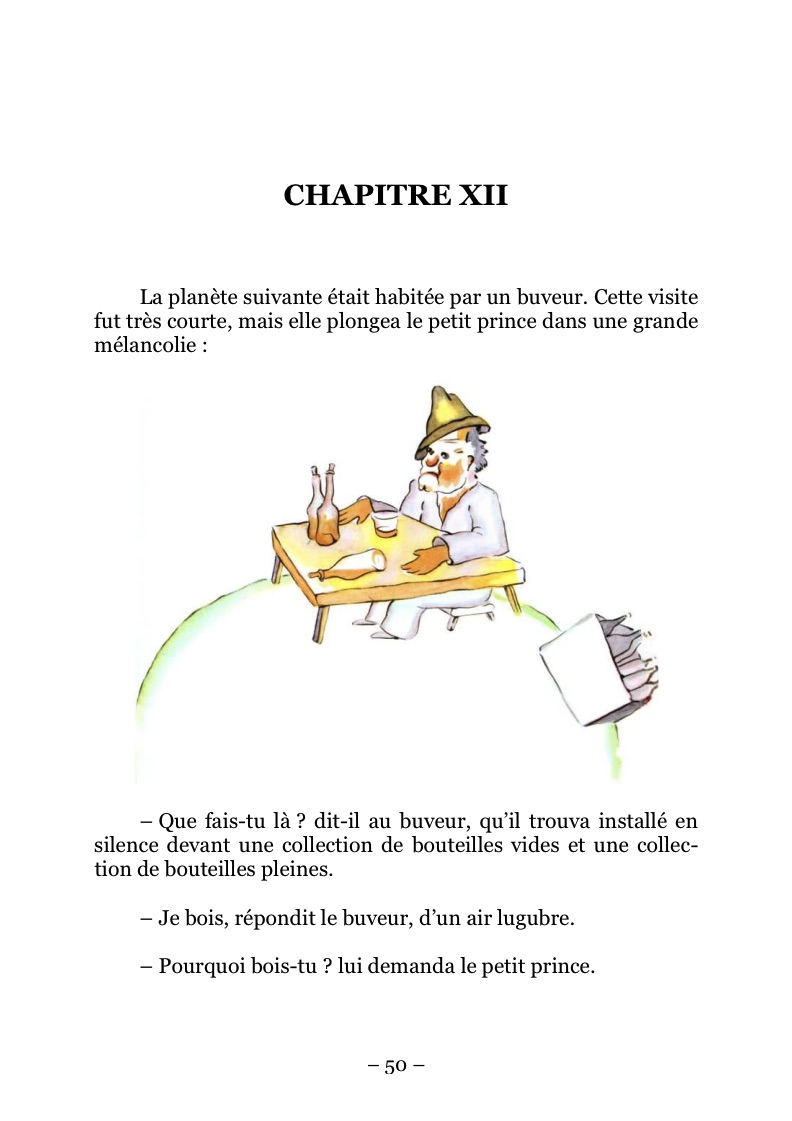 CHAPITRE XII
La planète suivante était habitée par un buveur. Cette visite
fut très courte, mais elle plongea le petit prince dans une grande
mélancolie :
– Que fais-tu là ? dit-il au buveur, qu’il trouva installé en
silence devant une collection de bouteilles vides et une collec-
tion de bouteilles pleines.
– Je bois, répondit le buveur, d’un air lugubre.
– Pourquoi bois-tu ? lui demanda le petit prince.
– 50 –